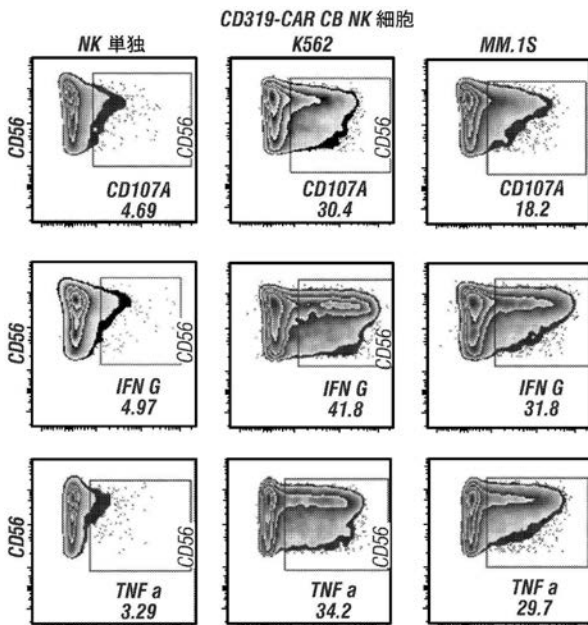 CD319-CAR CB NK 細胞
NK 単独
K562
MM.1S
CD56
CD56
CD107A
4.69
CD56
CD107A
30.4
CD107A
18.2
CD56
CD56
IFN G
4.97
CD56
IFN G
41.8
IFN G
31.8
CD56
CD56
TNF a
3.29
CD56
TNF a
34.2
TNF a
29.7